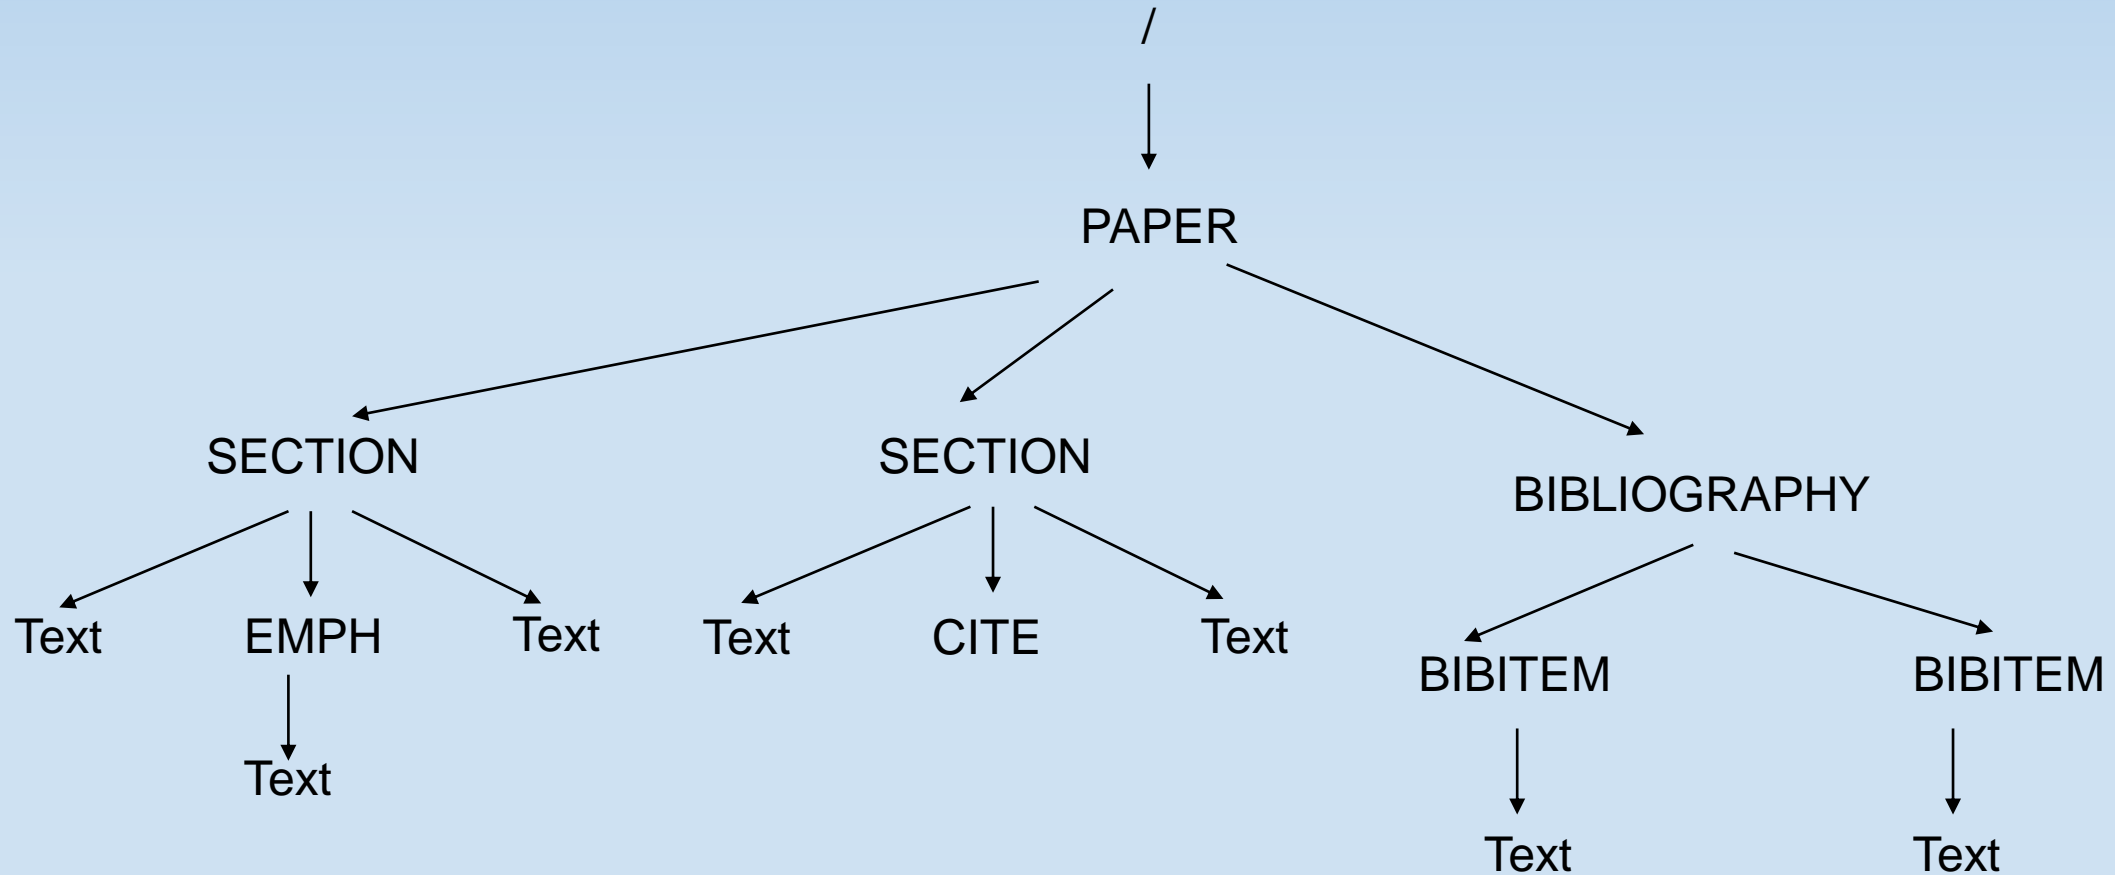 /
PAPER
SECTION SECTION
BIBLIOGRAPHY
Text EMPH Text Text CITE Text
BIBITEM BIBITEM
Text
Text Text